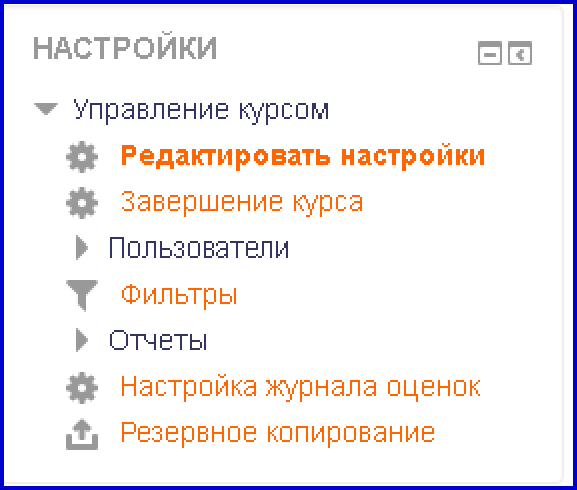 НАСТРОЙКИ
Управление курсом
Редактировать настройки
Завершение курса
Пользователи
Фильтры
Отчеты
Настройка журнала оценок
Резервное копирование